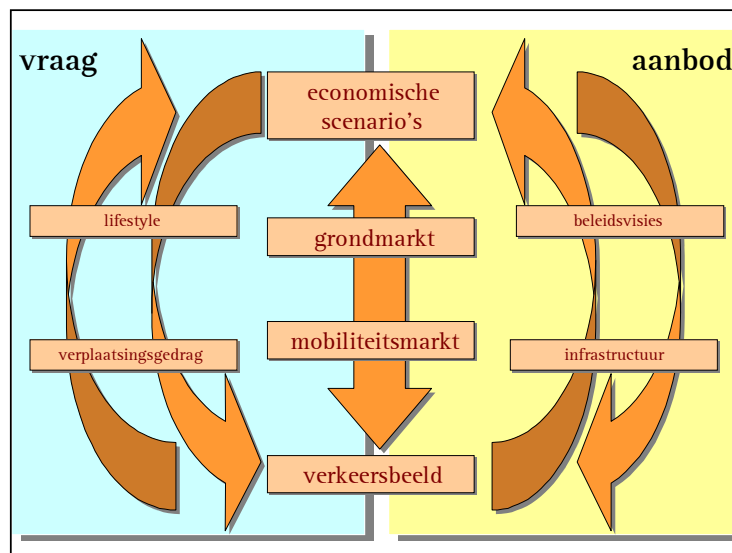 vraag
aanbod
economische
scenario's
lifestyle
grondmarkt
beleidsvisies
verplaatsingsgedrag
mobiliteitsmarkt
infrastructuur
verkeersbeeld